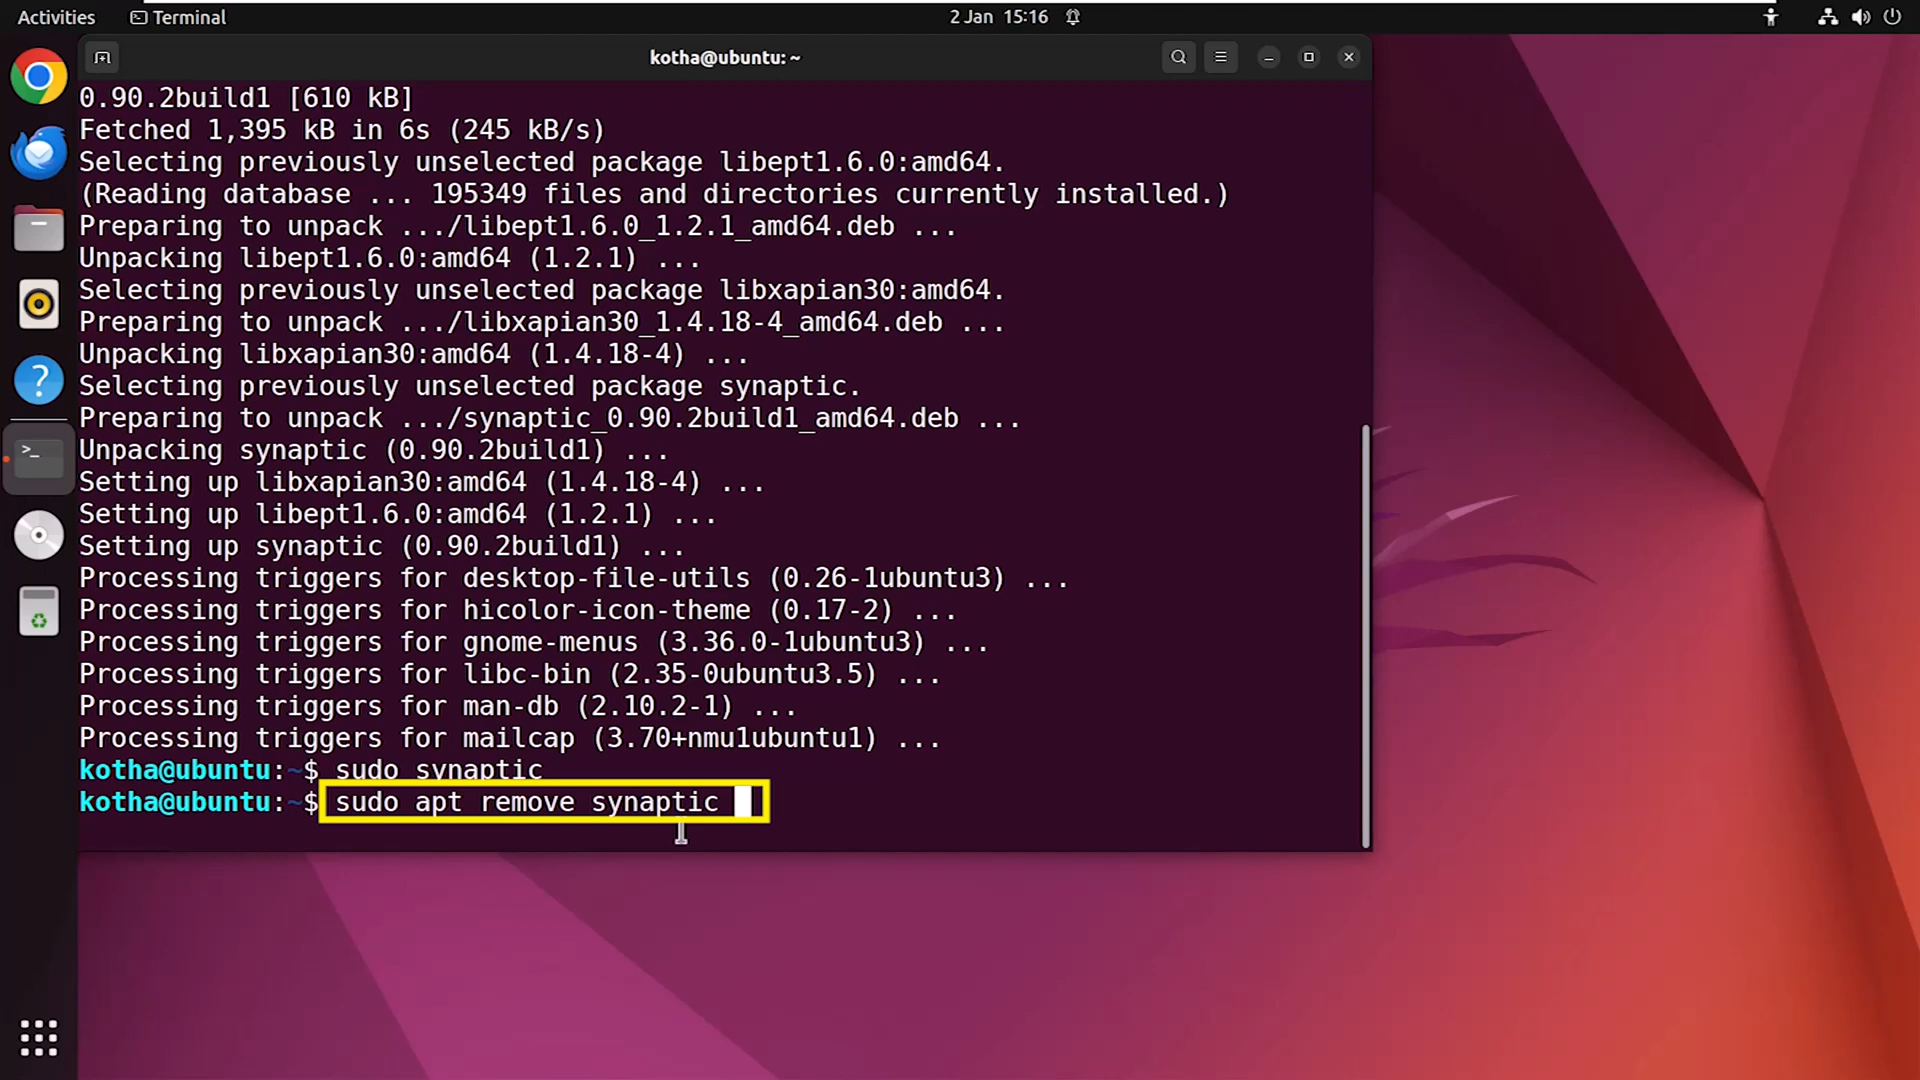 Activities
Terminal
2 Jan 15:16
kotha@ubuntu: ~
0.90.2build1 [610 kB]
Fetched 1,395 kB in 6s (245 kB/s)
Selecting previously unselected package libept1.6.0:amd64.
(Reading database ... 195349 files and directories currently installed.)
Preparing to unpack .../libept1.6.0_1.2.1_amd64.deb ...
Unpacking libept1.6.0:amd64 (1.2.1) ...
Selecting previously unselected package libxapian30:amd64.
Preparing to unpack .../libxapian30_1.4.18-4_amd64.deb ...
Unpacking libxapian30:amd64 (1.4.18-4) ...
Selecting previously unselected package synaptic.
Preparing to unpack .../synaptic_0.90.2build1_amd64.deb ...
Unpacking synaptic (0.90.2build1) ...
Setting up libxapian30:amd64 (1.4.18-4) ...
Setting up libept1.6.0:amd64 (1.2.1) ...
Setting up synaptic (0.90.2build1) ...
Processing triggers for desktop-file-utils (0.26-1ubuntu3) ...
Processing triggers for hicolor-icon-theme (0.17-2) ...
Processing triggers for gnome-menus (3.36.0-1ubuntu3) ...
Processing triggers for libc-bin (2.35-0ubuntu3.5) ...
Processing triggers for man-db (2.10.2-1) ...
Processing triggers for mailcap (3.70+nmu1ubuntu1) ...
kotha@ubuntu:~$ sudo synaptic
kotha@ubuntu:~$ sudo apt remove synaptic